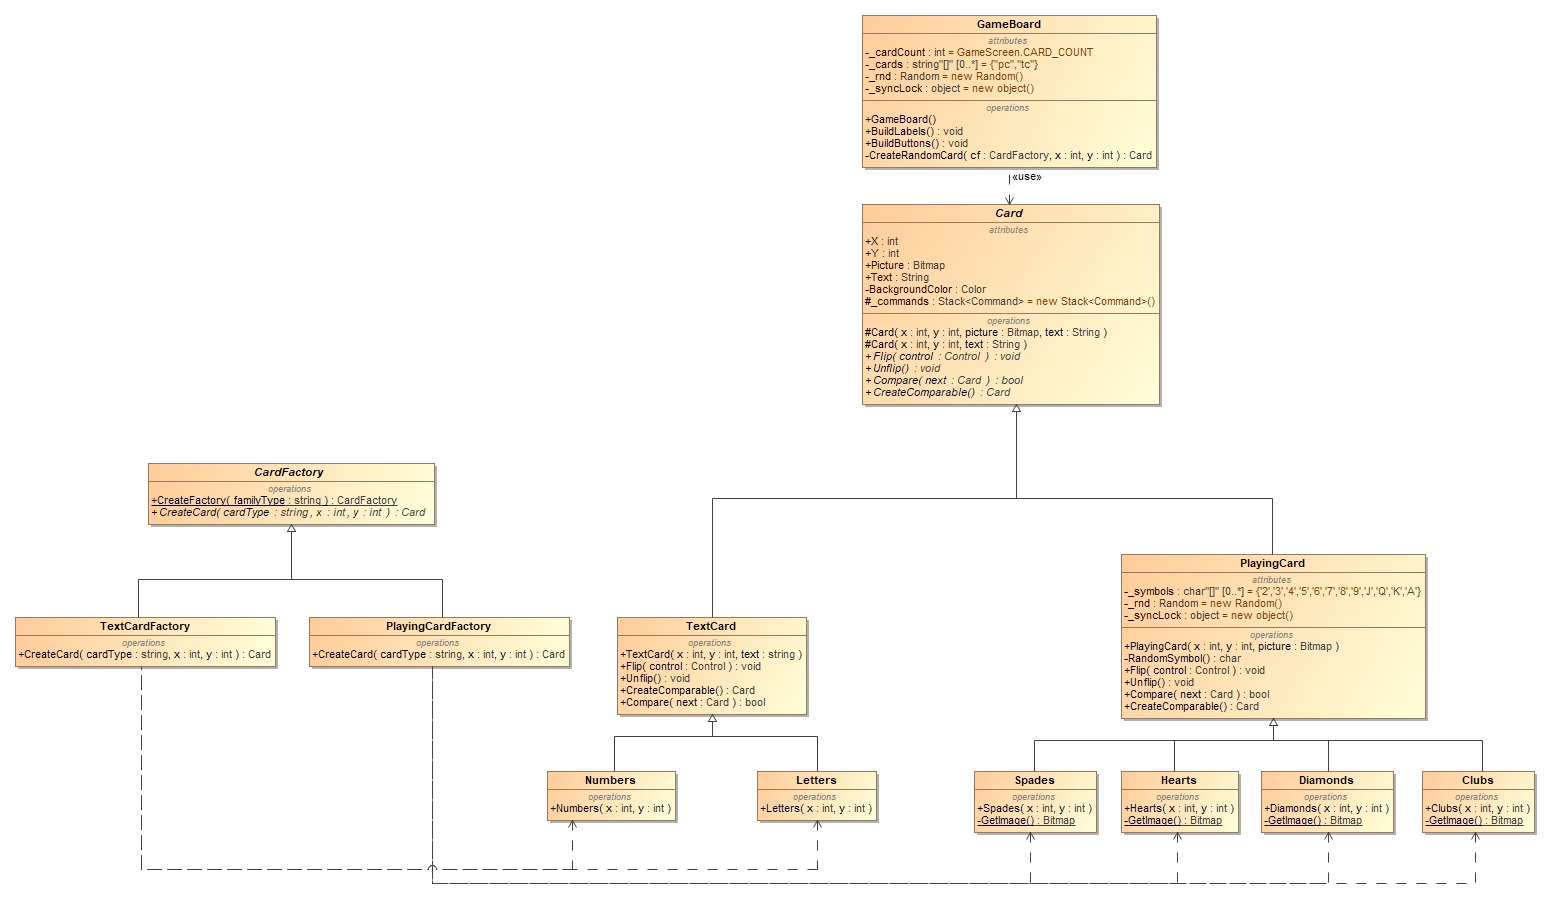 GameBoard
attributes
-_cardCount : int = GameScreen.CARD_COUNT
-_cards : string"[]" [0..*] = {"pc","tc"}
-_rnd : Random = new Random()
-_syncLock : object = new object()
operations
+GameBoard()
+BuildLabels() : void
+BuildButtons() : void
-CreateRandomCard( cf : CardFactory, x : int, y : int ) : Card
«use»
Card
attributes
+X : int
+Y : int
+Picture : Bitmap
+Text : String
-BackgroundColor : Color
#_commands : Stack<Command> = new Stack<Command>()
operations
#Card( x : int, y : int, picture : Bitmap, text : String )
#Card( x : int, y : int, text : String )
+Flip( control : Control ) : void
+Unflip() : void
+Compare( next : Card ) : bool
+CreateComparable() : Card
CardFactory
operations
+CreateFactory( familyType : string ) : CardFactory
+CreateCard( cardType : string, x : int, y : int ) : Card
TextCardFactory
operations
+CreateCard( cardType : string, x : int, y : int ) : Card
PlayingCardFactory
operations
+CreateCard( cardType : string, x : int, y : int ) : Card
TextCard
operations
+TextCard( x : int, y : int, text : string )
+Flip( control : Control ) : void
+Unflip() : void
+CreateComparable() : Card
+Compare( next : Card ) : bool
PlayingCard
attributes
-_symbols : char"[]" [0..*] = {'2','3','4','5','6','7','8','9','J','Q','K','A'}
-_rnd : Random = new Random()
-_syncLock : object = new object()
operations
+PlayingCard( x : int, y : int, picture : Bitmap )
-RandomSymbol() : char
+Flip( control : Control ) : void
+Unflip() : void
+Compare( next : Card ) : bool
+CreateComparable() : Card
Numbers
operations
+Numbers( x : int, y : int )
Letters
operations
+Letters( x : int, y : int )
Spades
operations
+Spades( x : int, y : int )
-GetImage() : Bitmap
Hearts
operations
+Hearts( x : int, y : int )
-GetImage() : Bitmap
Diamonds
operations
+Diamonds( x : int, y : int )
-GetImage() : Bitmap
Clubs
operations
+Clubs( x : int, y : int )
-GetImage() : Bitmap